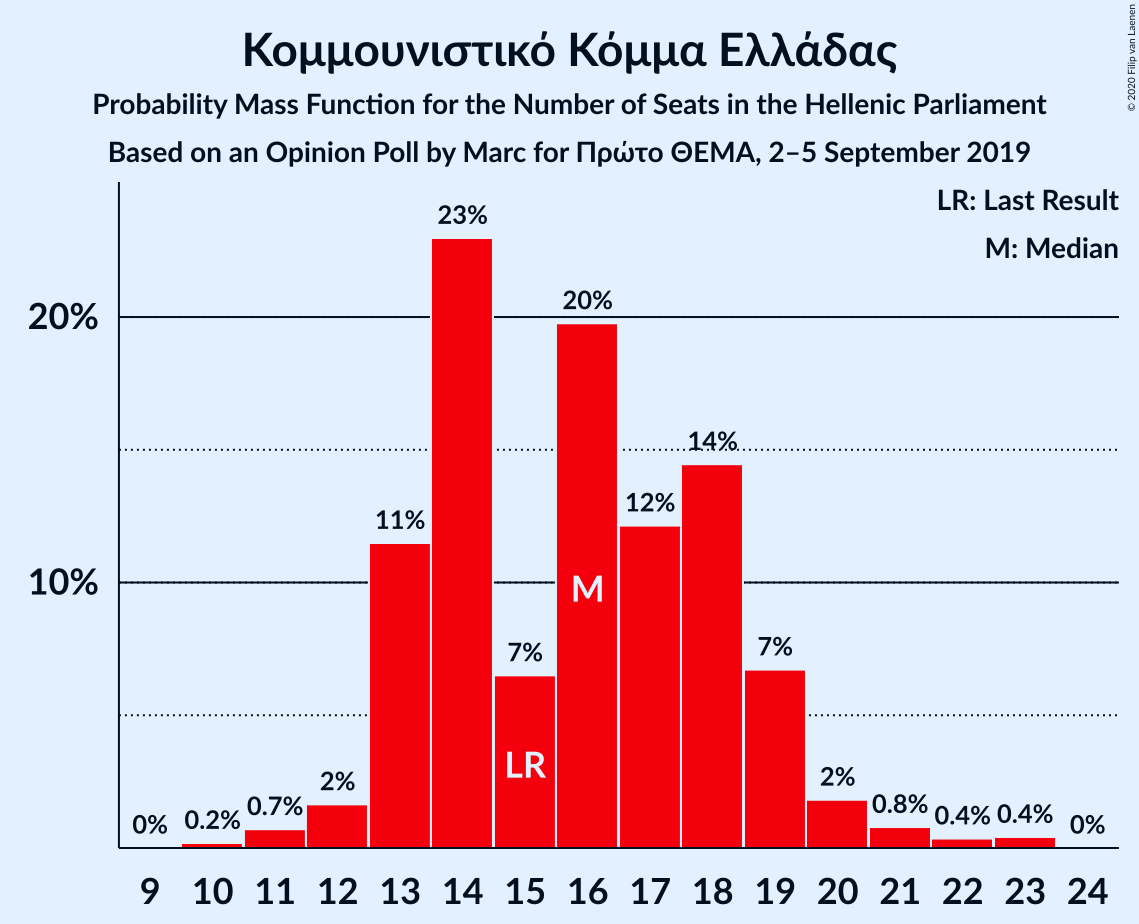 Κομμουνιστικό Κόμμα Ελλάδας
Probability Mass Function for the Number of Seats in the Hellenic Parliament
Based on an Opinion Poll by Marc for Πρώτο ΘΕΜΑ, 2–5 September 2019
© 2020 Filip van Laenen
LR: Last Result
M: Median
20%
10%
0%
0.2%
0.7%
2%
11%
23%
7%
20%
12%
14%
7%
2%
0.8%
0.4%
0.4%
0%
LR
M
9 10 11 12 13 14 15 16 17 18 19 20 21 22 23 24